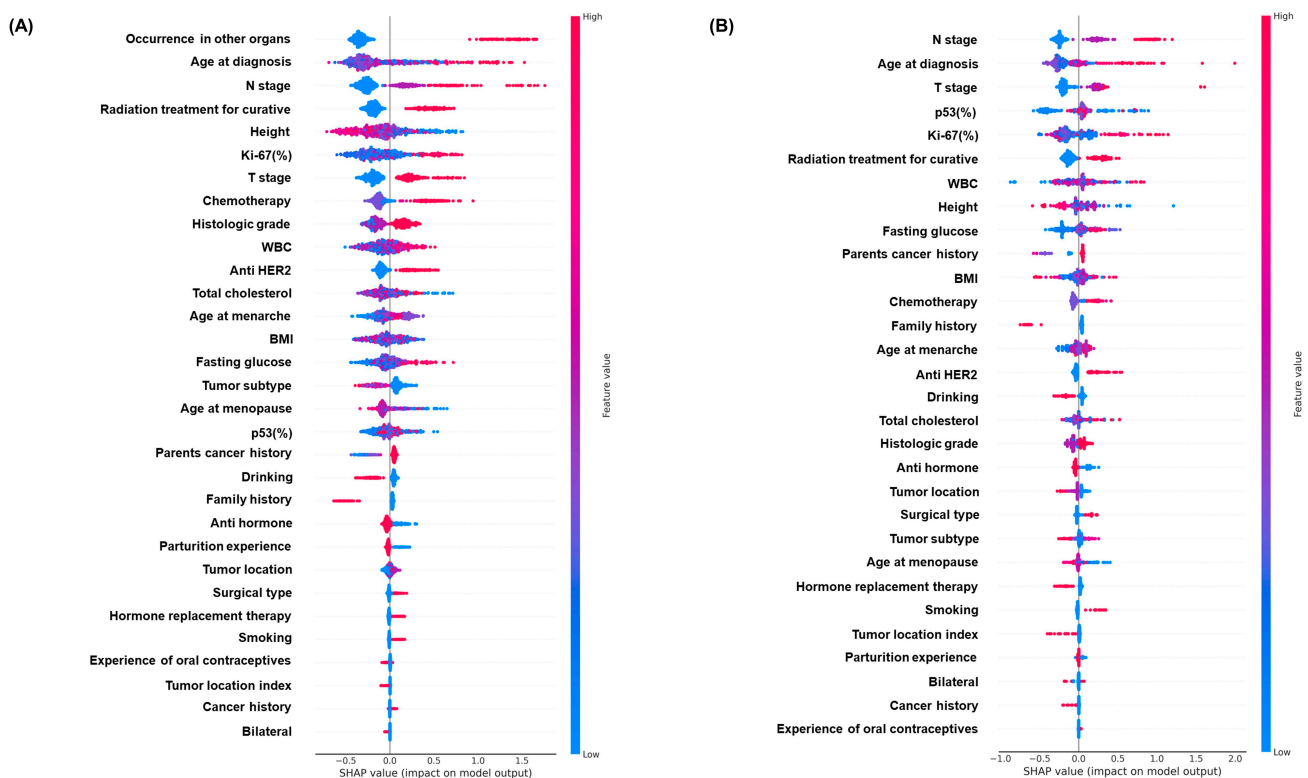 (A)
High
Occurrence in other organs
Age at diagnosis
N stage
Radiation treatment for curative
Height
Ki-67(%)
T stage
Chemotherapy
Histologic grade
WBC
Anti HER2
Total cholesterol
Age at menarche
BMI
Fasting glucose
Tumor subtype
Age at menopause
p53(%)
Parents cancer history
Drinking
Family history
Anti hormone
Parturition experience
Tumor location
Surgical type
Hormone replacement therapy
Smoking
Experience of oral contraceptives
Tumor location index
Cancer history
Bilateral
Feature value
Low
−0.5 0.0 0.5 1.0 1.5
SHAP value (impact on model output)
(B)
High
N stage
Age at diagnosis
T stage
p53(%)
Ki-67(%)
Radiation treatment for curative
WBC
Height
Fasting glucose
Parents cancer history
BMI
Chemotherapy
Family history
Age at menarche
Anti HER2
Drinking
Total cholesterol
Histologic grade
Anti hormone
Tumor location
Surgical type
Tumor subtype
Age at menopause
Hormone replacement therapy
Smoking
Tumor location index
Parturition experience
Bilateral
Cancer history
Experience of oral contraceptives
Feature value
Low
−1.0 −0.5 0.0 0.5 1.0 1.5 2.0
SHAP value (impact on model output)